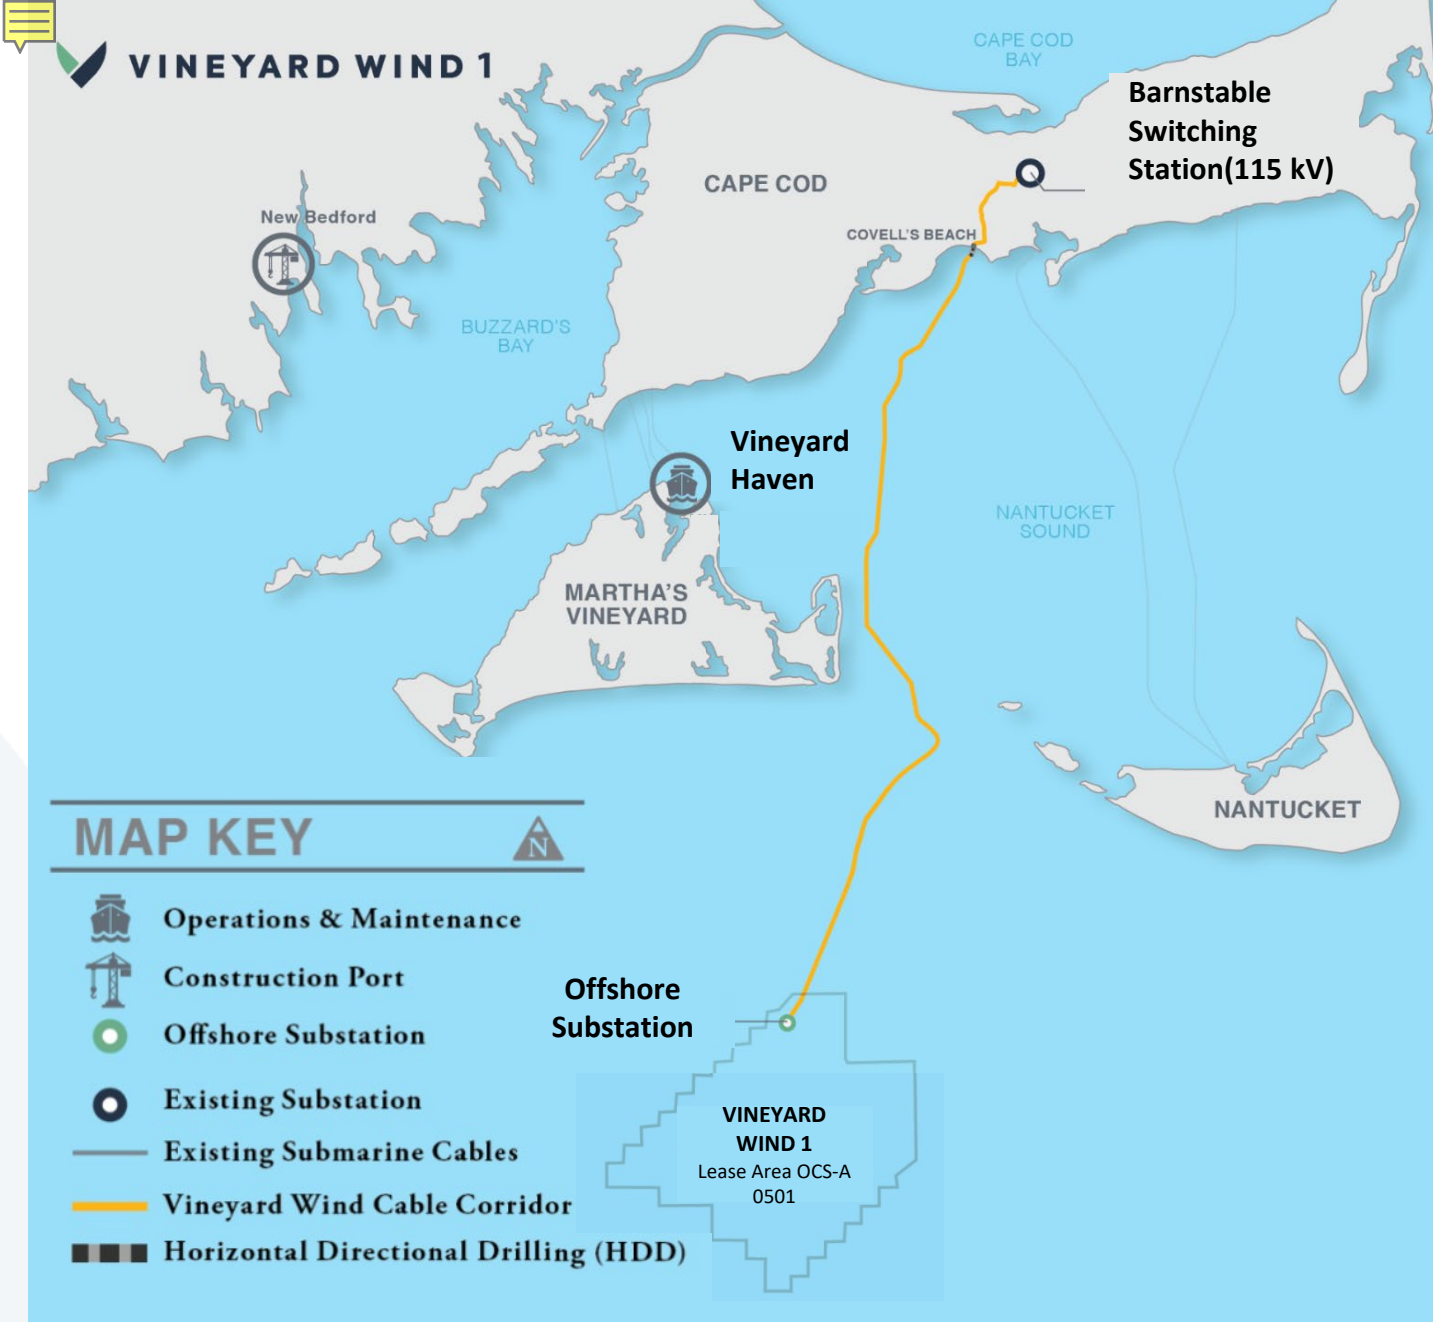 VINEYARD WIND 1
CAPE COD
BAY
Barnstable
Switching
Station(115 kV)
CAPE COD
New Bedford
COVELL'S BEACH
BUZZARD'S
BAY
Vineyard
Haven
NANTUCKET
SOUND
MARTHA'S
VINEYARD
NANTUCKET
MAP KEY
N
Operations & Maintenance
Construction Port
Offshore Substation
Existing Substation
Existing Submarine Cables
Vineyard Wind Cable Corridor
Horizontal Directional Drilling (HDD)
Offshore
Substation
VINEYARD
WIND 1
Lease Area OCS-A
0501